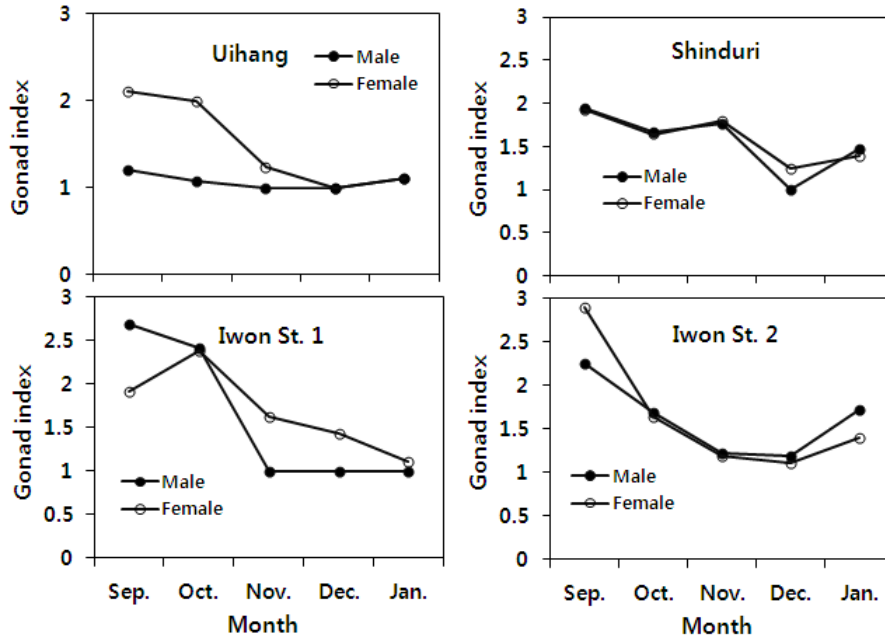 Uihang
Male
Female
Gonad index
3
2
1
0
Shinduri
Male
Female
Gonad index
3
2.5
2
1.5
1
0.5
0
Iwon St. 1
Male
Female
Gonad index
3
2.5
2
1.5
1
0.5
0
Sep. Oct. Nov. Dec. Jan.
Month
Iwon St. 2
Male
Female
Gonad index
3
2.5
2
1.5
1
0.5
0
Sep. Oct. Nov. Dec. Jan.
Month